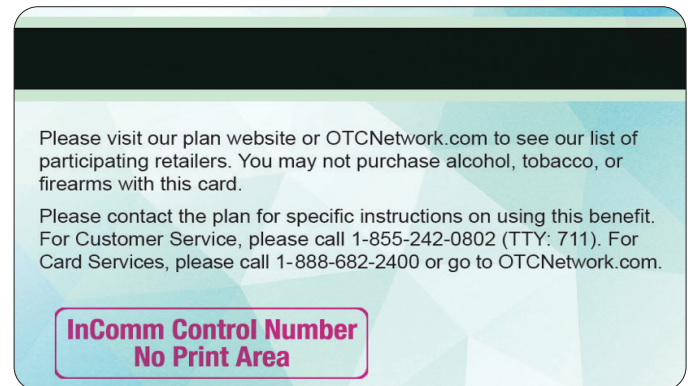 Please visit our plan website or OTCNetwork.com to see our list of
participating retailers. You may not purchase alcohol, tobacco, or
firearms with this card.
Please contact the plan for specific instructions on using this benefit.
For Customer Service, please call 1-855-242-0802 (TTY: 711). For
Card Services, please call 1-888-682-2400 or go to OTCNetwork.com.
InComm Control Number
No Print Area